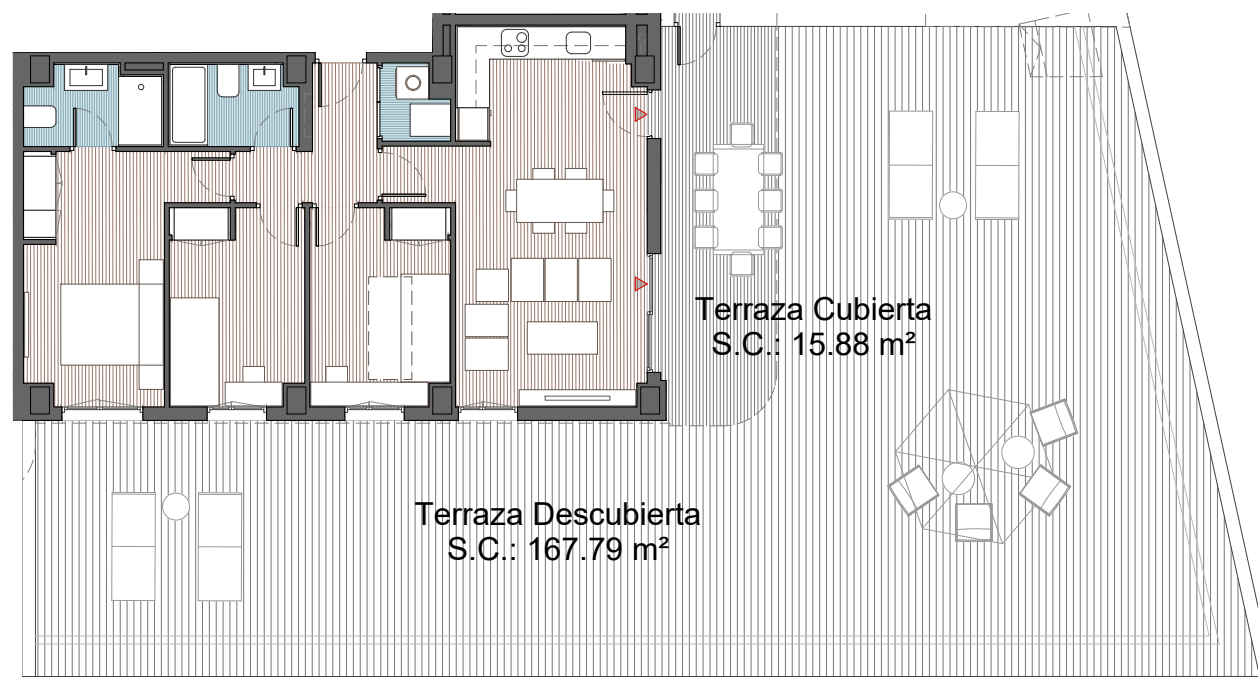 Terraza Cubierta
S.C.: 15.88 m²
Terraza Descubierta
S.C.: 167.79 m²